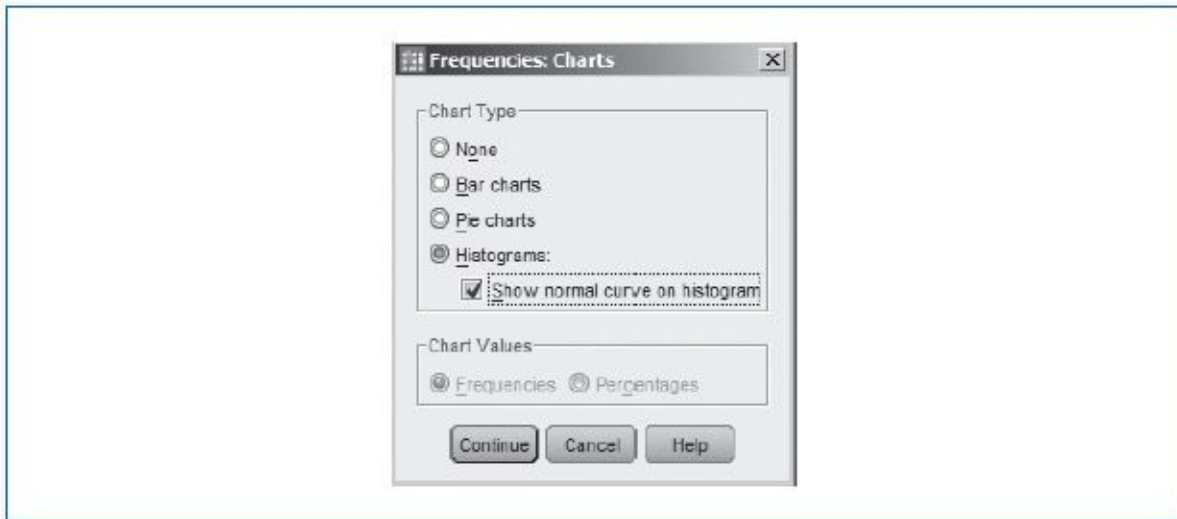 Frequencies: Charts
Chart Type
None
Bar charts
Pie charts
Histograms:
Show normal curve on histogram
Chart Values
Frequencies Percentages
Continue Cancel Help